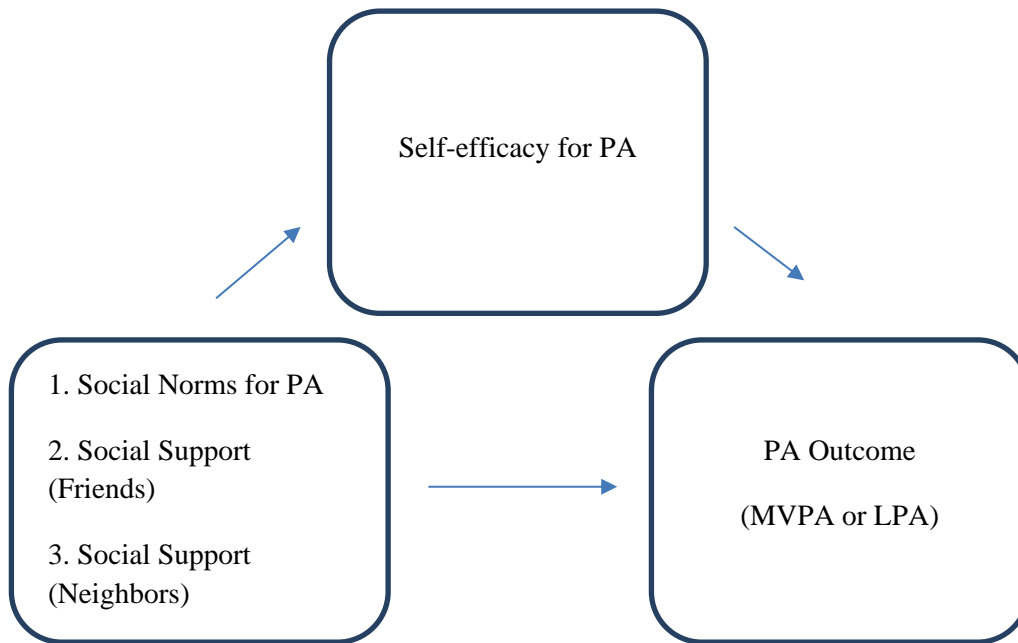 Self-efficacy for PA
1. Social Norms for PA
2. Social Support
(Friends)
3. Social Support
(Neighbors)
PA Outcome
(MVPA or LPA)